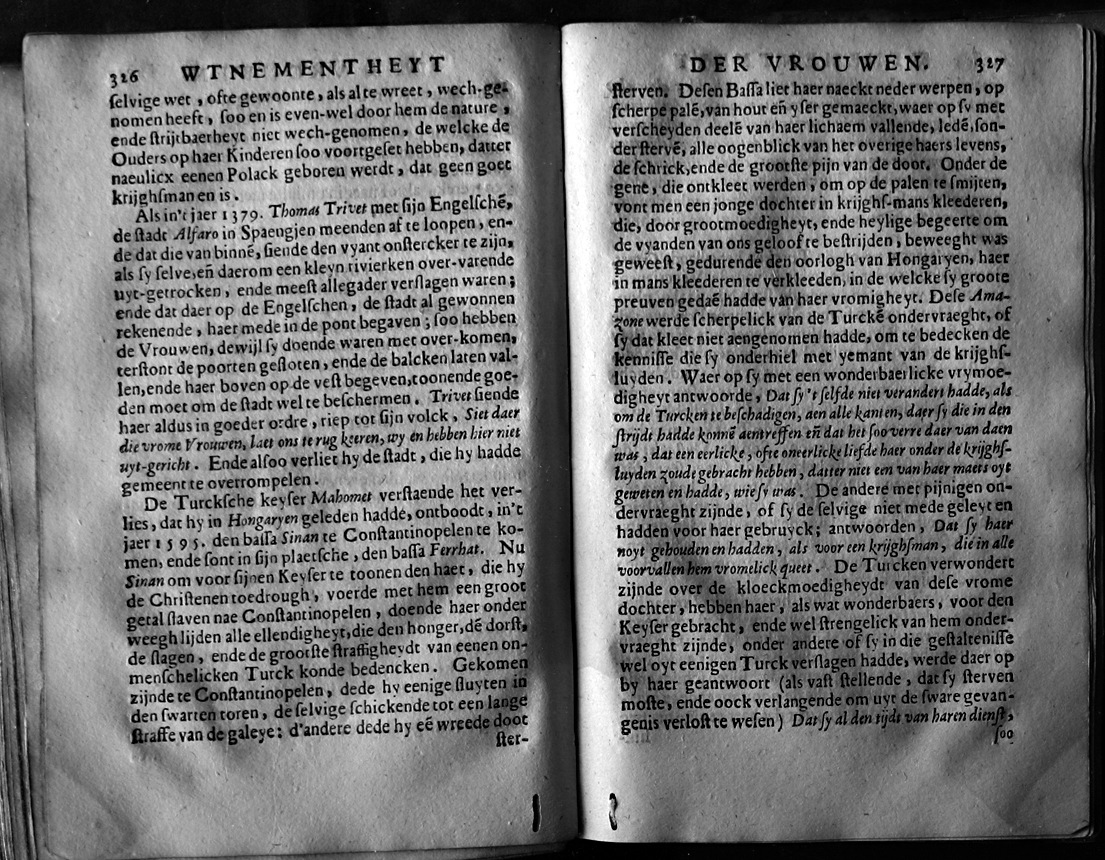 326 WTNEMENTHEYT
ſelvige wet, ofte gewoonte, als al te wreet, wech-ge-
nomen heeft, ſoo en is even-wel door hem de nature,
ende ſtrijtbaerheyt niet wech-genomen, de welcke de
Ouders op haer Kinderen ſoo voortgeſet hebben, datter
naeulicx eenen Polack geboren werdt, dat geen goet
krijghſman en is.
Als in't jaer 1379. Thomas Trivet met ſijn Engelſchē,
de ſtadt Alfaro in Spaengjen meenden af te loopen, en-
de dat die van binnē, ſiende den vyant onſtercker te zijn,
als ſy ſelve, en̄ daerom een kleyn rivierken over-varende
uyt-getrocken, ende meeſt allegader verſlagen waren;
ende dat daer op de Engelſchen, de ſtadt al gewonnen
rekenende, haer mede in de pont begaven; ſoo hebben
de Vrouwen, dewijl ſy doende waren met over-komen,
terſtont de poorten geſloten, ende de balcken laten val-
len, ende haer boven op de veſt begeven, toonende goe-
den moet om de ſtadt wel te beſchermen. Trivet ſiende
haer aldus in goeder ordre, riep tot ſijn volck, Siet daer
die vrome Vrouwen, laet ons te rug keeren, wy en hebben hier niet
uyt-gericht. Ende alſoo verliet hy de ſtadt, die hy hadde
gemeent te overrompelen.
De Turckſche keyſer Mahomet verſtaende het ver-
lies, dat hy in Hongaryen geleden hadde, ontboodt, in't
jaer 1595. den baſſa Sinan te Conſtantinopelen te ko-
men, ende ſont in ſijn plaetſche, den baſſa Ferrhat. Nu
Sinan om voor ſijnen Keyſer te toonen den haet, die hy
de Chriſtenen toedrough, voerde met hem een groot
getal ſlaven nae Conſtantinopelen, doende haer onder
weegh lijden alle ellendigheyt, die den honger, dē dorſt,
de ſlagen, ende de grootſte ſtraffigheydt van eenen on-
menſchelicken Turck konde bedencken. Gekomen
zijnde te Conſtantinopelen, dede hy eenige ſluyten in
den ſwarten toren, de ſelvige ſchickende tot een lange
ſtraffe van de galeye: d'andere dede hy eē wreede doot
ſter-
DER VROUWEN. 327
ſterven. Deſen Baſſa liet haer naeckt neder werpen, op
ſcherpe palē, van hout en̄ yſer gemaeckt, waer op ſy met
verſcheyden deelē van haer lichaem vallende, ledē, ſon-
der ſtervē, alle oogenblick van het overige haers levens,
de ſchrick, ende de grootſte pijn van de doot. Onder de
gene, die ontkleet werden, om op de palen te ſmijten,
vont men een jonge dochter in krijghſ-mans kleederen,
die, door grootmoedigheyt, ende heylige begeerte om
de vyanden van ons geloof te beſtrijden, beweeght was
geweeſt, gedurende den oorlogh van Hongaryen, haer
in mans kleederen te verkleeden, in de welcke ſy groote
preuven gedaē hadde van haer vromigheyt. Deſe Ama-
zone werde ſcherpelick van de Turckē ondervraeght, of
ſy dat kleet niet aengenomen hadde, om te bedecken de
kenniſſe die ſy onderhiel met yemant van de krijghſ-
luyden. Waer op ſy met een wonderbaerlicke vrymoe-
digheyt antwoorde, Dat ſy 't ſelfde niet verandert hadde, als
om de Turcken te beſchadigen, aen alle kanten, daer ſy die in den
ſtrijdt hadde konnē aentreffen en̄ dat het ſoo verre daer van daen
was, dat een eerlicke, ofte oneerlicke liefde haer onder de krijghſ-
luyden zoude gebracht hebben, datter niet een van haer maets oyt
geweten en hadde, wie ſy was. De andere met pijnigen on-
dervraeght zijnde, of ſy de ſelvige niet mede geleyt en
hadden voor haer gebruyck; antwoorden, Dat ſy haer
noyt gehouden en hadden, als voor een krijghſman, die in alle
voorvallen hem vromelick queet. De Turcken verwondert
zijnde over de kloeckmoedigheydt van deſe vrome
dochter, hebben haer, als wat wonderbaers, voor den
Keyſer gebracht, ende wel ſtrengelick van hem onder-
vraeght zijnde, onder andere of ſy in die geſtalteniſſe
wel oyt eenigen Turck verſlagen hadde, werde daer op
by haer geantwoort (als vaſt ſtellende, dat ſy ſterven
moſte, ende oock verlangende om uyt de ſware gevan-
genis verloſt te weſen) Dat ſy al den tijdt van haren dienſt,
ſoo